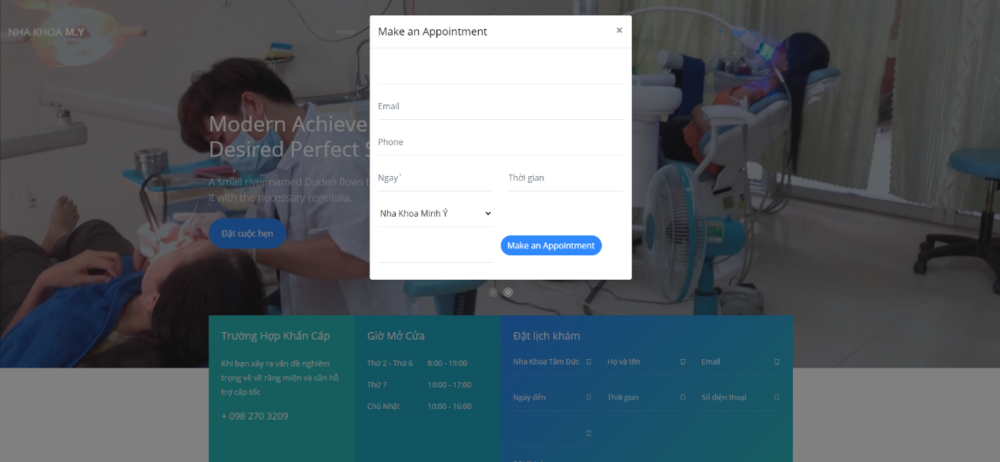 NHA KHOA M.Y
Home
Sign In
Make an Appointment
×
Email
Phone
Ngay`
Thời gian
Nha Khoa Minh Ý
Make an Appointment
Modern Achieve
Desired Perfect S
A small river named Duden flows
it with the necessary regelialia.
Đặt cuộc hẹn
Trường Hợp Khẩn Cấp
Khi bạn xảy ra vấn đề nghiêm
trọng về về răng miện và cần hỗ
trợ cấp tốc
+ 098 270 3209
Giờ Mở Cửa
Thứ 2 - Thứ 6 8:00 - 19:00
Thứ 7 10:00 - 17:00
Chủ Nhật 10:00 - 16:00
Đặt lịch khám
Nha Khoa Tâm Đức
Họ và tên
Email
Ngày đến
Thời gian
Số điện thoại